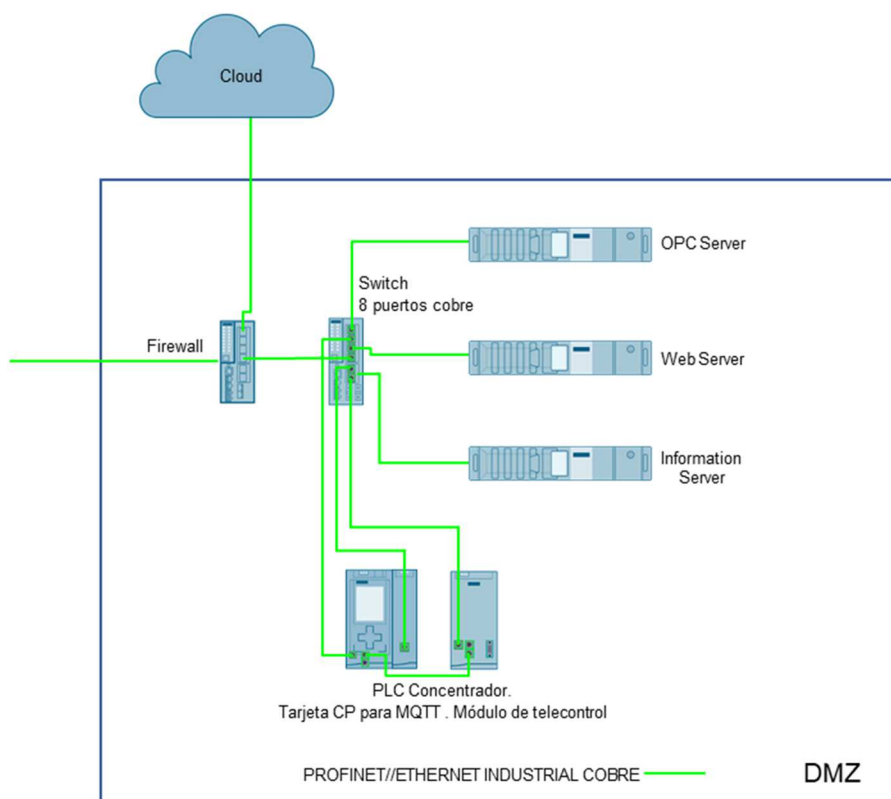 Cloud
OPC Server
Switch
8 puertos cobre
Firewall
Web Server
Information
Server
PLC Concentrador.
Tarjeta CP para MQTT . Módulo de telecontrol
PROFINET//ETHERNET INDUSTRIAL COBRE
DMZ